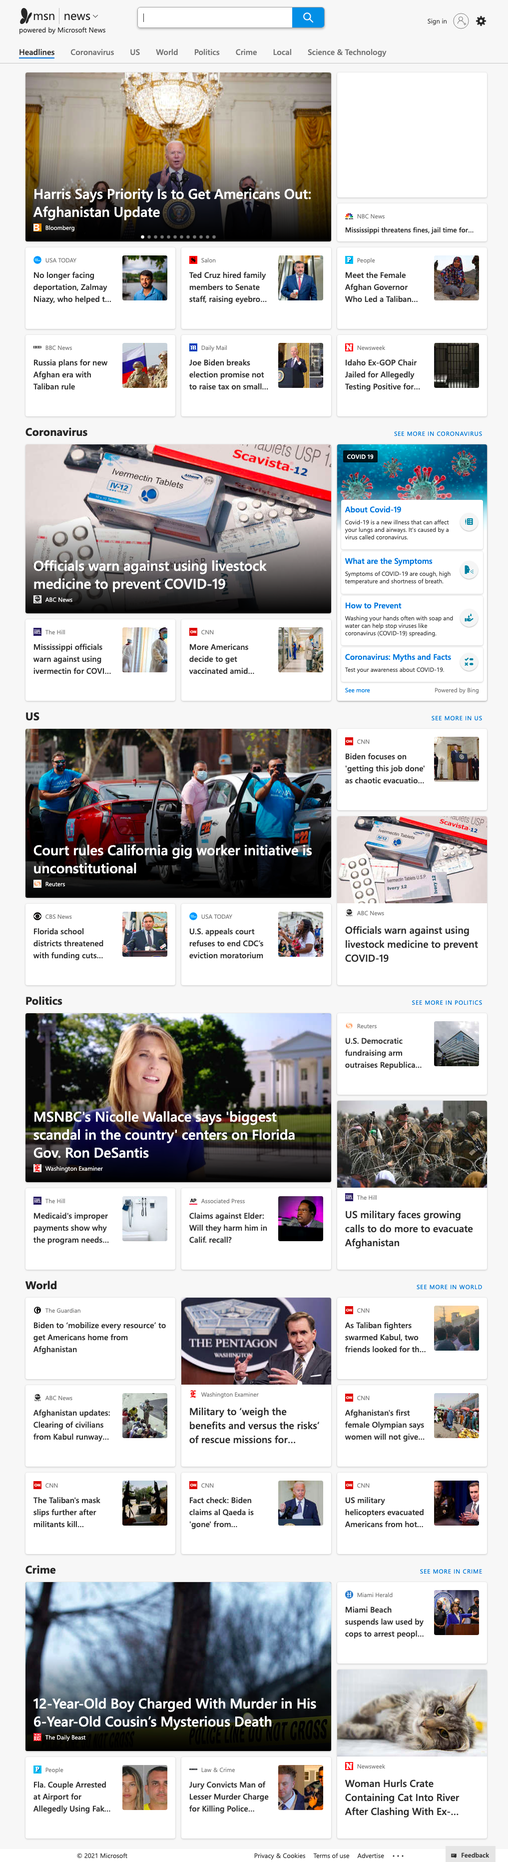 msn news
powered by Microsoft News
Sign in
Headlines Coronavirus US World Politics Crime Local Science & Technology
Harris Says Priority Is to Get Americans Out:
Afghanistan Update
Bloomberg
NBC News
Mississippi threatens fines, jail time for...
USA TODAY
No longer facing
deportation, Zalmay
Niazy, who helped t...
Salon
Ted Cruz hired family
members to Senate
staff, raising eyebro...
People
Meet the Female
Afghan Governor
Who Led a Taliban...
BBC News
Russia plans for new
Afghan era with
Taliban rule
Daily Mail
Joe Biden breaks
election promise not
to raise tax on small...
Newsweek
Idaho Ex-GOP Chair
Jailed for Allegedly
Testing Positive for...
Coronavirus
SEE MORE IN CORONAVIRUS
Tablets USP
Scavista-12
Ivermectin Tablets
IV-12
Officials warn against using livestock
medicine to prevent COVID-19
ABC News
COVID 19
About Covid-19
Covid-19 is a new illness that can affect
your lungs and airways. It's caused by a
virus called coronavirus.
What are the Symptoms
Symptoms of COVID-19 are cough, high
temperature and shortness of breath.
How to Prevent
Washing your hands often with soap and
water can help stop viruses like
coronavirus (COVID-19) spreading.
Coronavirus: Myths and Facts
Test your awareness about COVID-19.
See more
Powered by Bing
The Hill
Mississippi officials
warn against using
ivermectin for COVI...
CNN
More Americans
decide to get
vaccinated amid...
US
SEE MORE IN US
Court rules California gig worker initiative is
unconstitutional
Reuters
CNN
Biden focuses on
'getting this job done'
as chaotic evacuatio...
Scavista-12
Ivermectin Tablets
IV-12
ABC News
Officials warn against using
livestock medicine to prevent
COVID-19
CBS News
Florida school
districts threatened
with funding cuts...
USA TODAY
U.S. appeals court
refuses to end CDC's
eviction moratorium
Politics
SEE MORE IN POLITICS
MSNBC's Nicolle Wallace says 'biggest
scandal in the country' centers on Florida
Gov. Ron DeSantis
Washington Examiner
Reuters
U.S. Democratic
fundraising arm
outraises Republica...
The Hill
US military faces growing
calls to do more to evacuate
Afghanistan
The Hill
Medicaid's improper
payments show why
the program needs...
AP Associated Press
Claims against Elder:
Will they harm him in
Calif. recall?
World
SEE MORE IN WORLD
The Guardian
Biden to 'mobilize every resource' to
get Americans home from
Afghanistan
THE PENTAGON
WASHINGTON
Washington Examiner
Military to 'weigh the
benefits and versus the risks'
of rescue missions for...
CNN
As Taliban fighters
swarmed Kabul, two
friends looked for th...
ABC News
Afghanistan updates:
Clearing of civilians
from Kabul runway...
CNN
Afghanistan's first
female Olympian says
women will not give...
CNN
The Taliban's mask
slips further after
militants kill...
CNN
Fact check: Biden
claims al Qaeda is
'gone' from...
CNN
US military
helicopters evacuated
Americans from hot...
Crime
SEE MORE IN CRIME
POLICE LINE DO NOT CROSS
12-Year-Old Boy Charged With Murder in His
6-Year-Old Cousin's Mysterious Death
The Daily Beast
Miami Herald
Miami Beach
suspends law used by
cops to arrest peopl...
Newsweek
Woman Hurls Crate
Containing Cat Into River
After Clashing With Ex-...
People
Fla. Couple Arrested
at Airport for
Allegedly Using Fak...
Law & Crime
Jury Convicts Man of
Lesser Murder Charge
for Killing Police...
© 2021 Microsoft
Privacy & Cookies Terms of use Advertise ...
Feedback